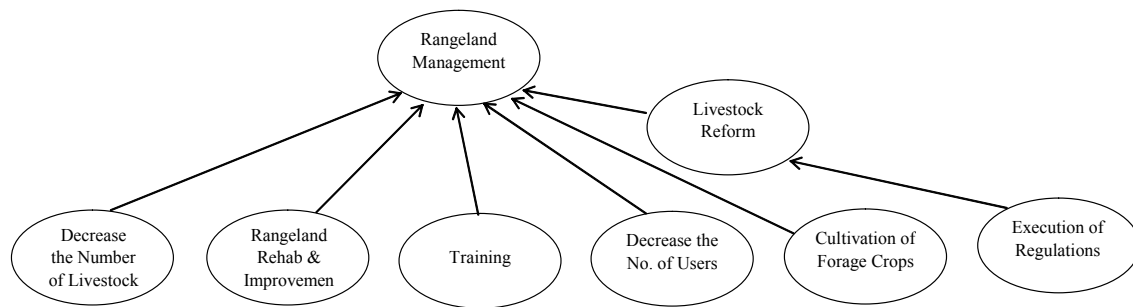 Rangeland
Management
Livestock
Reform
Decrease
the Number
of Livestock
Rangeland
Rehab &
Improvemen
Training
Decrease the
No. of Users
Cultivation of
Forage Crops
Execution of
Regulations